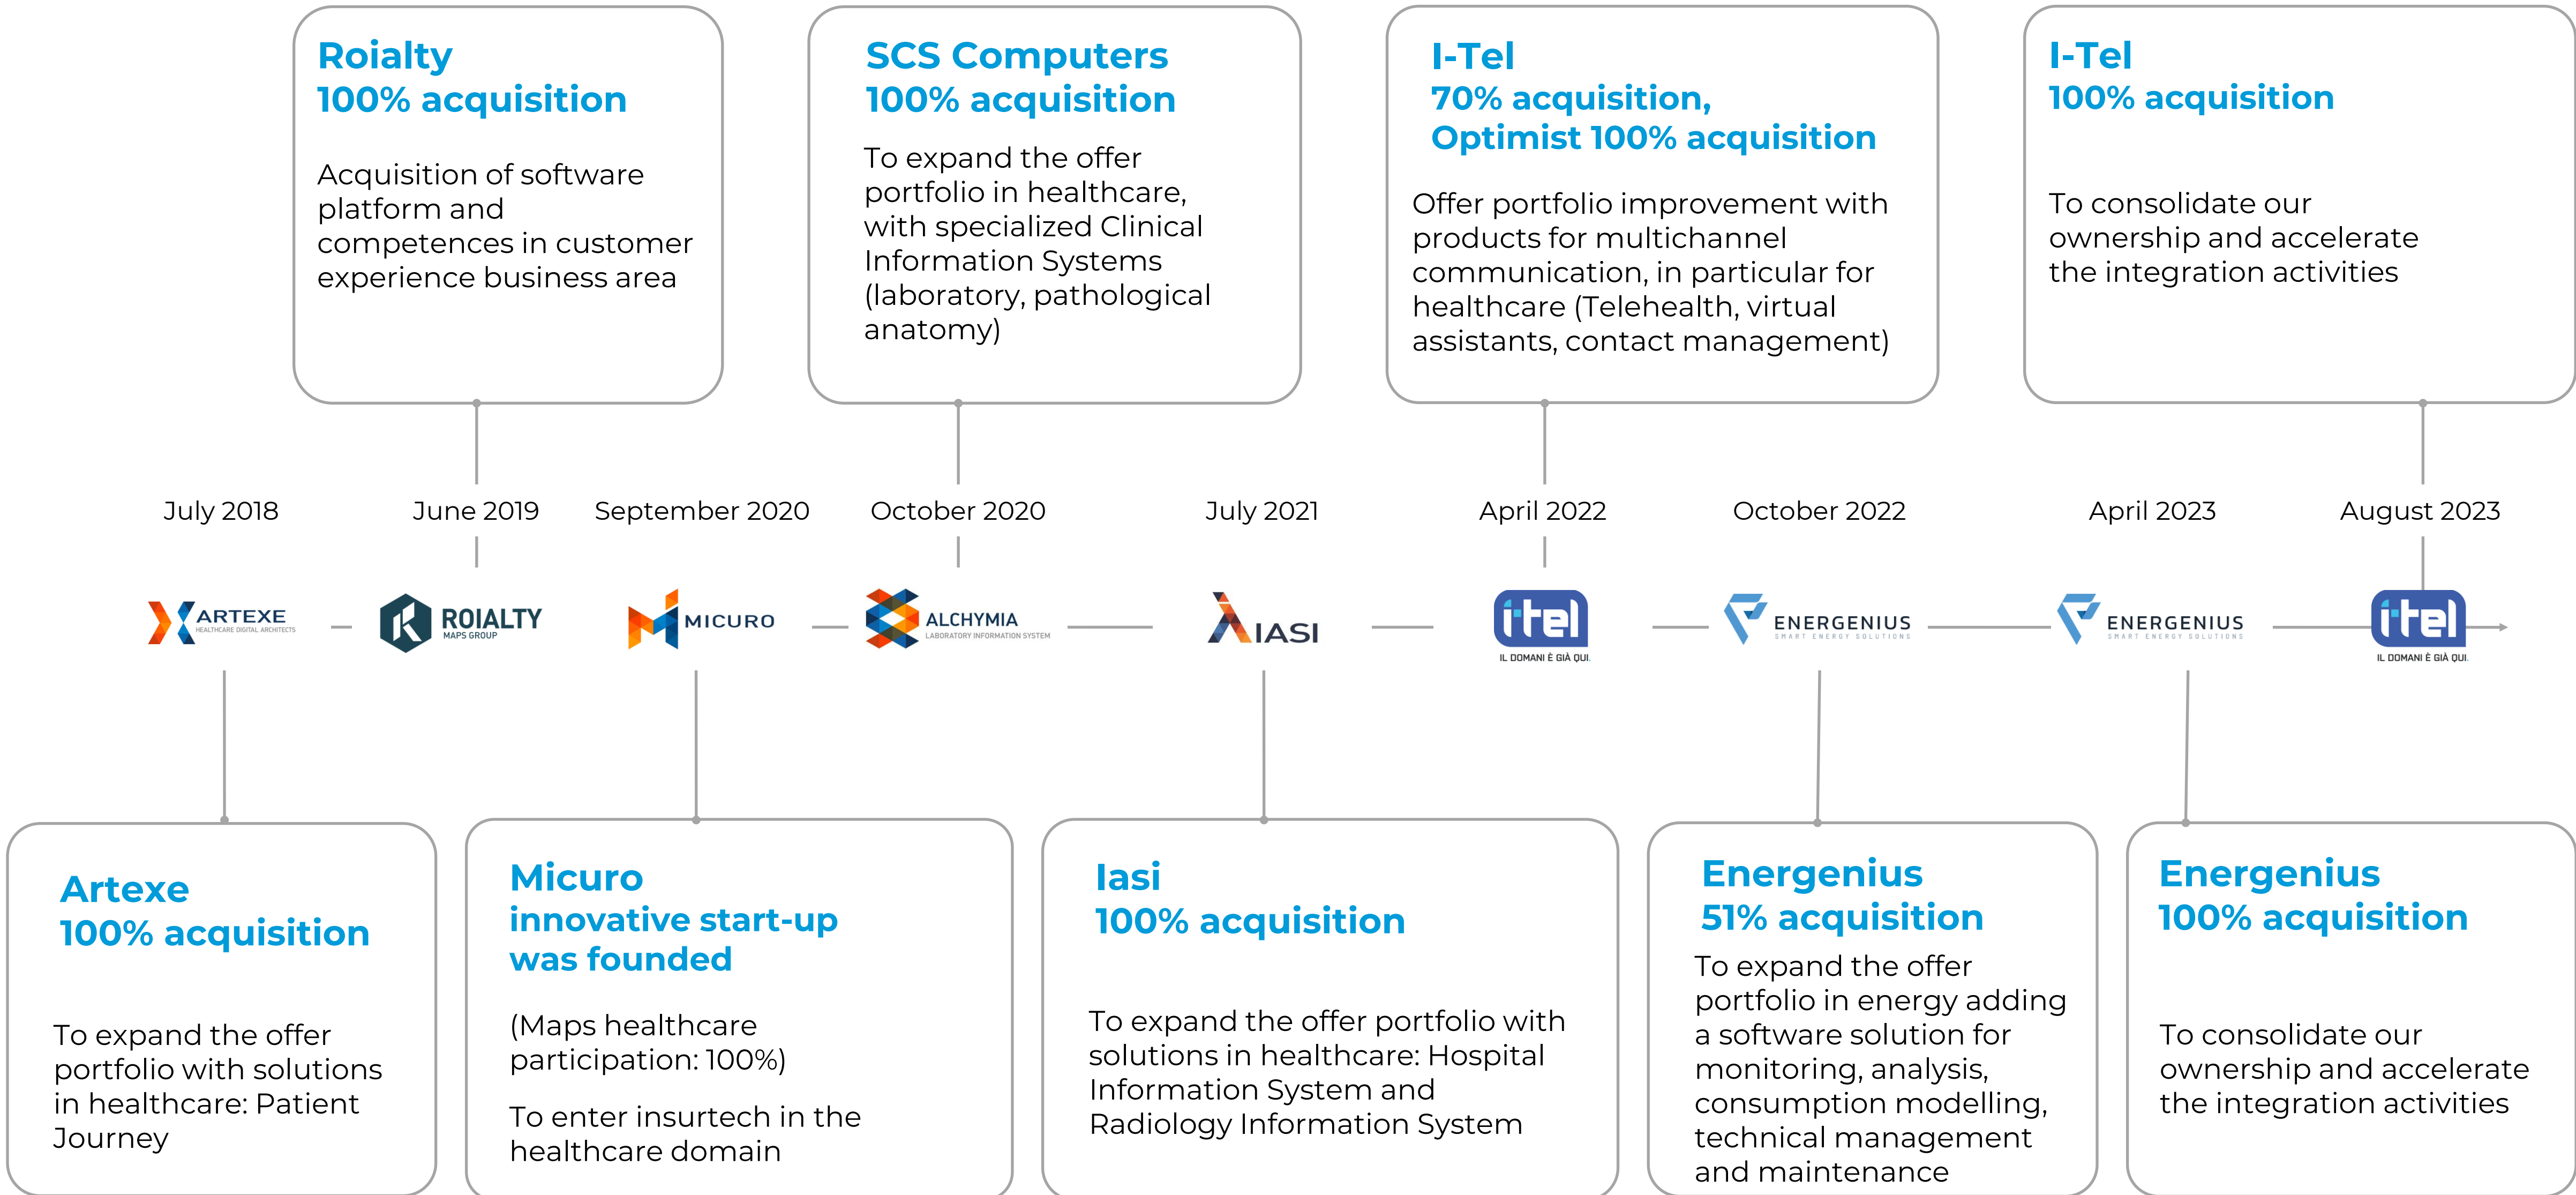 Roialty
100% acquisition
Acquisition of software
platform and
competences in customer
experience business area
SCS Computers
100% acquisition
To expand the offer
portfolio in healthcare,
with specialized Clinical
Information Systems
(laboratory, pathological
anatomy)
I-Tel
70% acquisition,
Optimist 100% acquisition
Offer portfolio improvement with
products for multichannel
communication, in particular for
healthcare (Telehealth, virtual
assistants, contact management)
I-Tel
100% acquisition
To consolidate our
ownership and accelerate
the integration activities
July 2018
June 2019
September 2020
October 2020
July 2021
April 2022
October 2022
April 2023
August 2023
ARTEXE
HEALTHCARE DIGITAL ARCHITECTS
ROIALTY
MAPS GROUP
MICURO
ALCHYMIA
LABORATORY INFORMATION SYSTEM
IASI
i-tel
IL DOMANI È GIÀ QUI.
ENERGENIUS
SMART ENERGY SOLUTIONS
ENERGENIUS
SMART ENERGY SOLUTIONS
i-tel
IL DOMANI È GIÀ QUI.
Artexe
100% acquisition
To expand the offer
portfolio with solutions
in healthcare: Patient
Journey
Micuro
innovative start-up
was founded
(Maps healthcare
participation: 100%)
To enter insurtech in the
healthcare domain
Iasi
100% acquisition
To expand the offer portfolio with
solutions in healthcare: Hospital
Information System and
Radiology Information System
Energenius
51% acquisition
To expand the offer
portfolio in energy adding
a software solution for
monitoring, analysis,
consumption modelling,
technical management
and maintenance
Energenius
100% acquisition
To consolidate our
ownership and accelerate
the integration activities